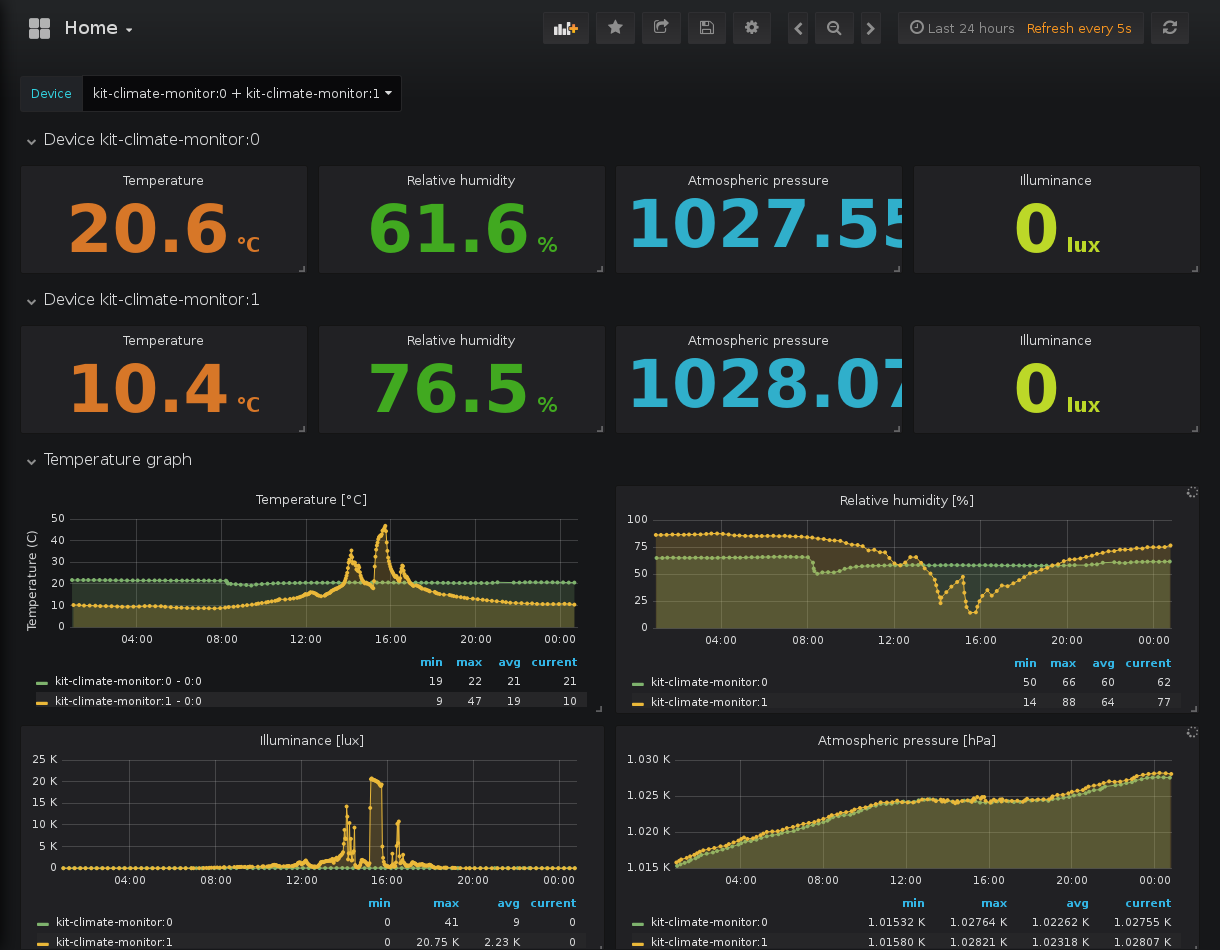 Home
Last 24 hours Refresh every 5s
Device kit-climate-monitor:0 + kit-climate-monitor:1
Device kit-climate-monitor:0
Temperature Relative humidity Atmospheric pressure Illuminance
20.6 °C 61.6 % 1027.55 0 lux
Device kit-climate-monitor:1
Temperature Relative humidity Atmospheric pressure Illuminance
10.4 °C 76.5 % 1028.07 0 lux
Temperature graph
Temperature [°C]
Temperature (C)
50
40
30
20
10
0
04:00 08:00 12:00 16:00 20:00 00:00
min max avg current
kit-climate-monitor:0 - 0:0 19 22 21 21
kit-climate-monitor:1 - 0:0 9 47 19 10
Relative humidity [%]
100
75
50
25
0
04:00 08:00 12:00 16:00 20:00 00:00
min max avg current
kit-climate-monitor:0 50 66 60 62
kit-climate-monitor:1 14 88 64 77
Illuminance [lux]
25 K
20 K
15 K
10 K
5 K
0
04:00 08:00 12:00 16:00 20:00 00:00
min max avg current
kit-climate-monitor:0 0 41 9 0
kit-climate-monitor:1 0 20.75 K 2.23 K 0
Atmospheric pressure [hPa]
1.030 K
1.025 K
1.020 K
1.015 K
04:00 08:00 12:00 16:00 20:00 00:00
min max avg current
kit-climate-monitor:0 1.01532 K 1.02764 K 1.02262 K 1.02755 K
kit-climate-monitor:1 1.01580 K 1.02821 K 1.02318 K 1.02807 K